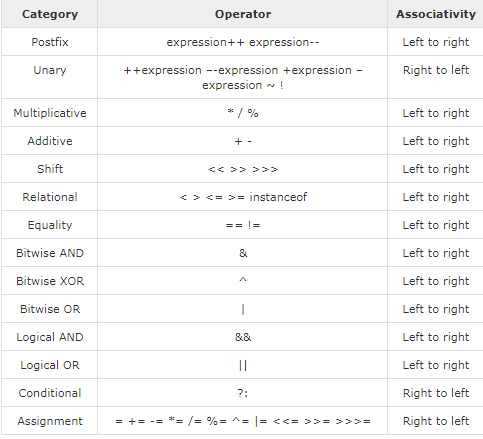 Category Operator Associativity
Postfix expression++ expression-- Left to right
Unary ++expression –-expression +expression – Right to left
expression ~ !
Multiplicative * / % Left to right
Additive + - Left to right
Shift << >> >>> Left to right
Relational < > <= >= instanceof Left to right
Equality == != Left to right
Bitwise AND & Left to right
Bitwise XOR ^ Left to right
Bitwise OR | Left to right
Logical AND && Left to right
Logical OR || Left to right
Conditional ?: Right to left
Assignment = += -= *= /= %= ^= |= <<= >>= >>>= Right to left